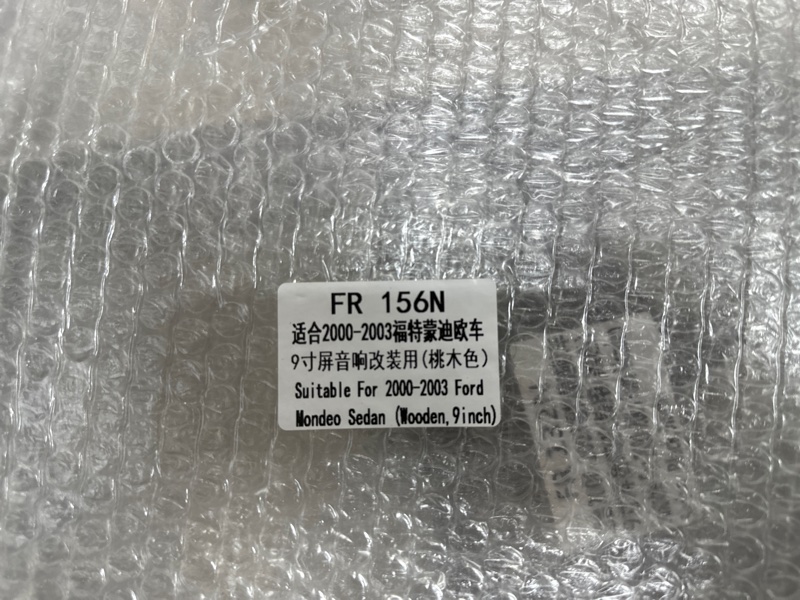 FR 156N
适合2000-2003福特蒙迪欧车
9寸屏音响改装用(桃木色)
Suitable For 2000-2003 Ford
Mondeo Sedan (Wooden,9inch)